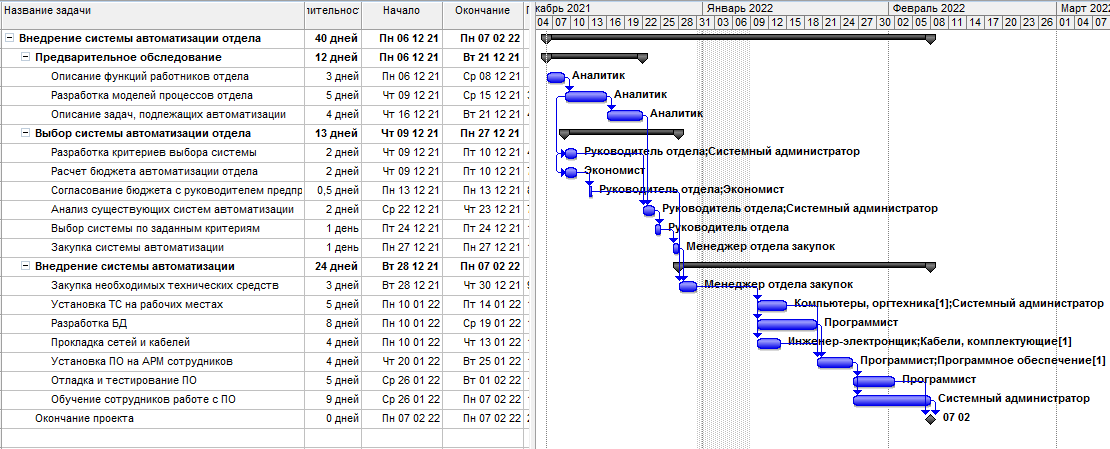 Название задачи	лительност	Начало	Окончание	кабрь 2021	Январь 2022	Февраль 2022	Март 2022
04 07 10 13 16 19 22 25 28 31 03 06 09 12 15 18 21 24 27 30 02 05 08 11 14 17 20 23 26 01 04 07
Внедрение системы автоматизации отдела	40 дней	Пн 06 12 21	Пн 07 02 22
Предварительное обследование	12 дней	Пн 06 12 21	Вт 21 12 21
Описание функций работников отдела	3 дней	Пн 06 12 21	Ср 08 12 21	Аналитик
Разработка моделей процессов отдела	5 дней	Чт 09 12 21	Ср 15 12 21	Аналитик
Описание задач, подлежащих автоматизации	4 дней	Чт 16 12 21	Вт 21 12 21	Аналитик
Выбор системы автоматизации отдела	13 дней	Чт 09 12 21	Пн 27 12 21
Разработка критериев выбора системы	2 дней	Чт 09 12 21	Пт 10 12 21	Руководитель отдела;Системный администратор
Расчет бюджета автоматизации отдела	2 дней	Чт 09 12 21	Пт 10 12 21	Экономист
Согласование бюджета с руководителем предпр	0,5 дней	Пн 13 12 21	Пн 13 12 21	Руководитель отдела;Экономист
Анализ существующих систем автоматизации	2 дней	Ср 22 12 21	Чт 23 12 21	Руководитель отдела;Системный администратор
Выбор системы по заданным критериям	1 день	Пт 24 12 21	Пт 24 12 21	Руководитель отдела
Закупка системы автоматизации	1 день	Пн 27 12 21	Пн 27 12 21	Менеджер отдела закупок
Внедрение системы автоматизации	24 дней	Вт 28 12 21	Пн 07 02 22
Закупка необходимых технических средств	3 дней	Вт 28 12 21	Чт 30 12 21	Менеджер отдела закупок
Установка ТС на рабочих местах	5 дней	Пн 10 01 22	Пт 14 01 22	Компьютеры, оргтехника[1];Системный администратор
Разработка БД	8 дней	Пн 10 01 22	Ср 19 01 22	Программист
Прокладка сетей и кабелей	4 дней	Пн 10 01 22	Чт 13 01 22	Инженер-электронщик;Кабели, комплектующие[1]
Установка ПО на АРМ сотрудников	4 дней	Чт 20 01 22	Вт 25 01 22	Программист;Программное обеспечение[1]
Отладка и тестирование ПО	5 дней	Ср 26 01 22	Вт 01 02 22	Программист
Обучение сотрудников работе с ПО	9 дней	Ср 26 01 22	Пн 07 02 22	Системный администратор
Окончание проекта	0 дней	Пн 07 02 22	Пн 07 02 22	07 02